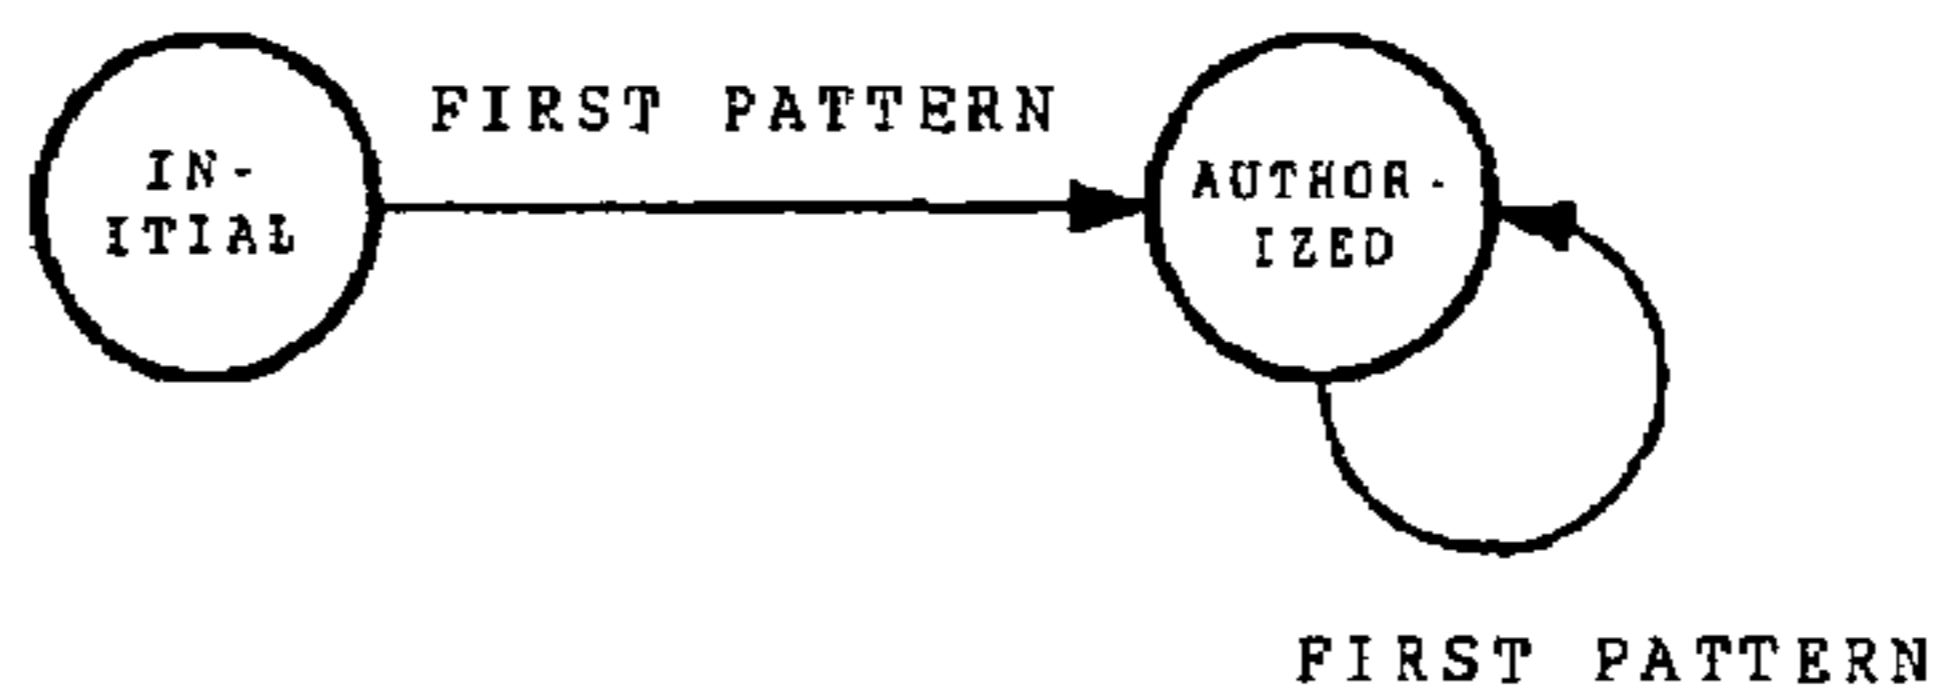 FIRST PATTERN
IN-
ITIAL
AUTHOR-
IZED
FIRST PATTERN